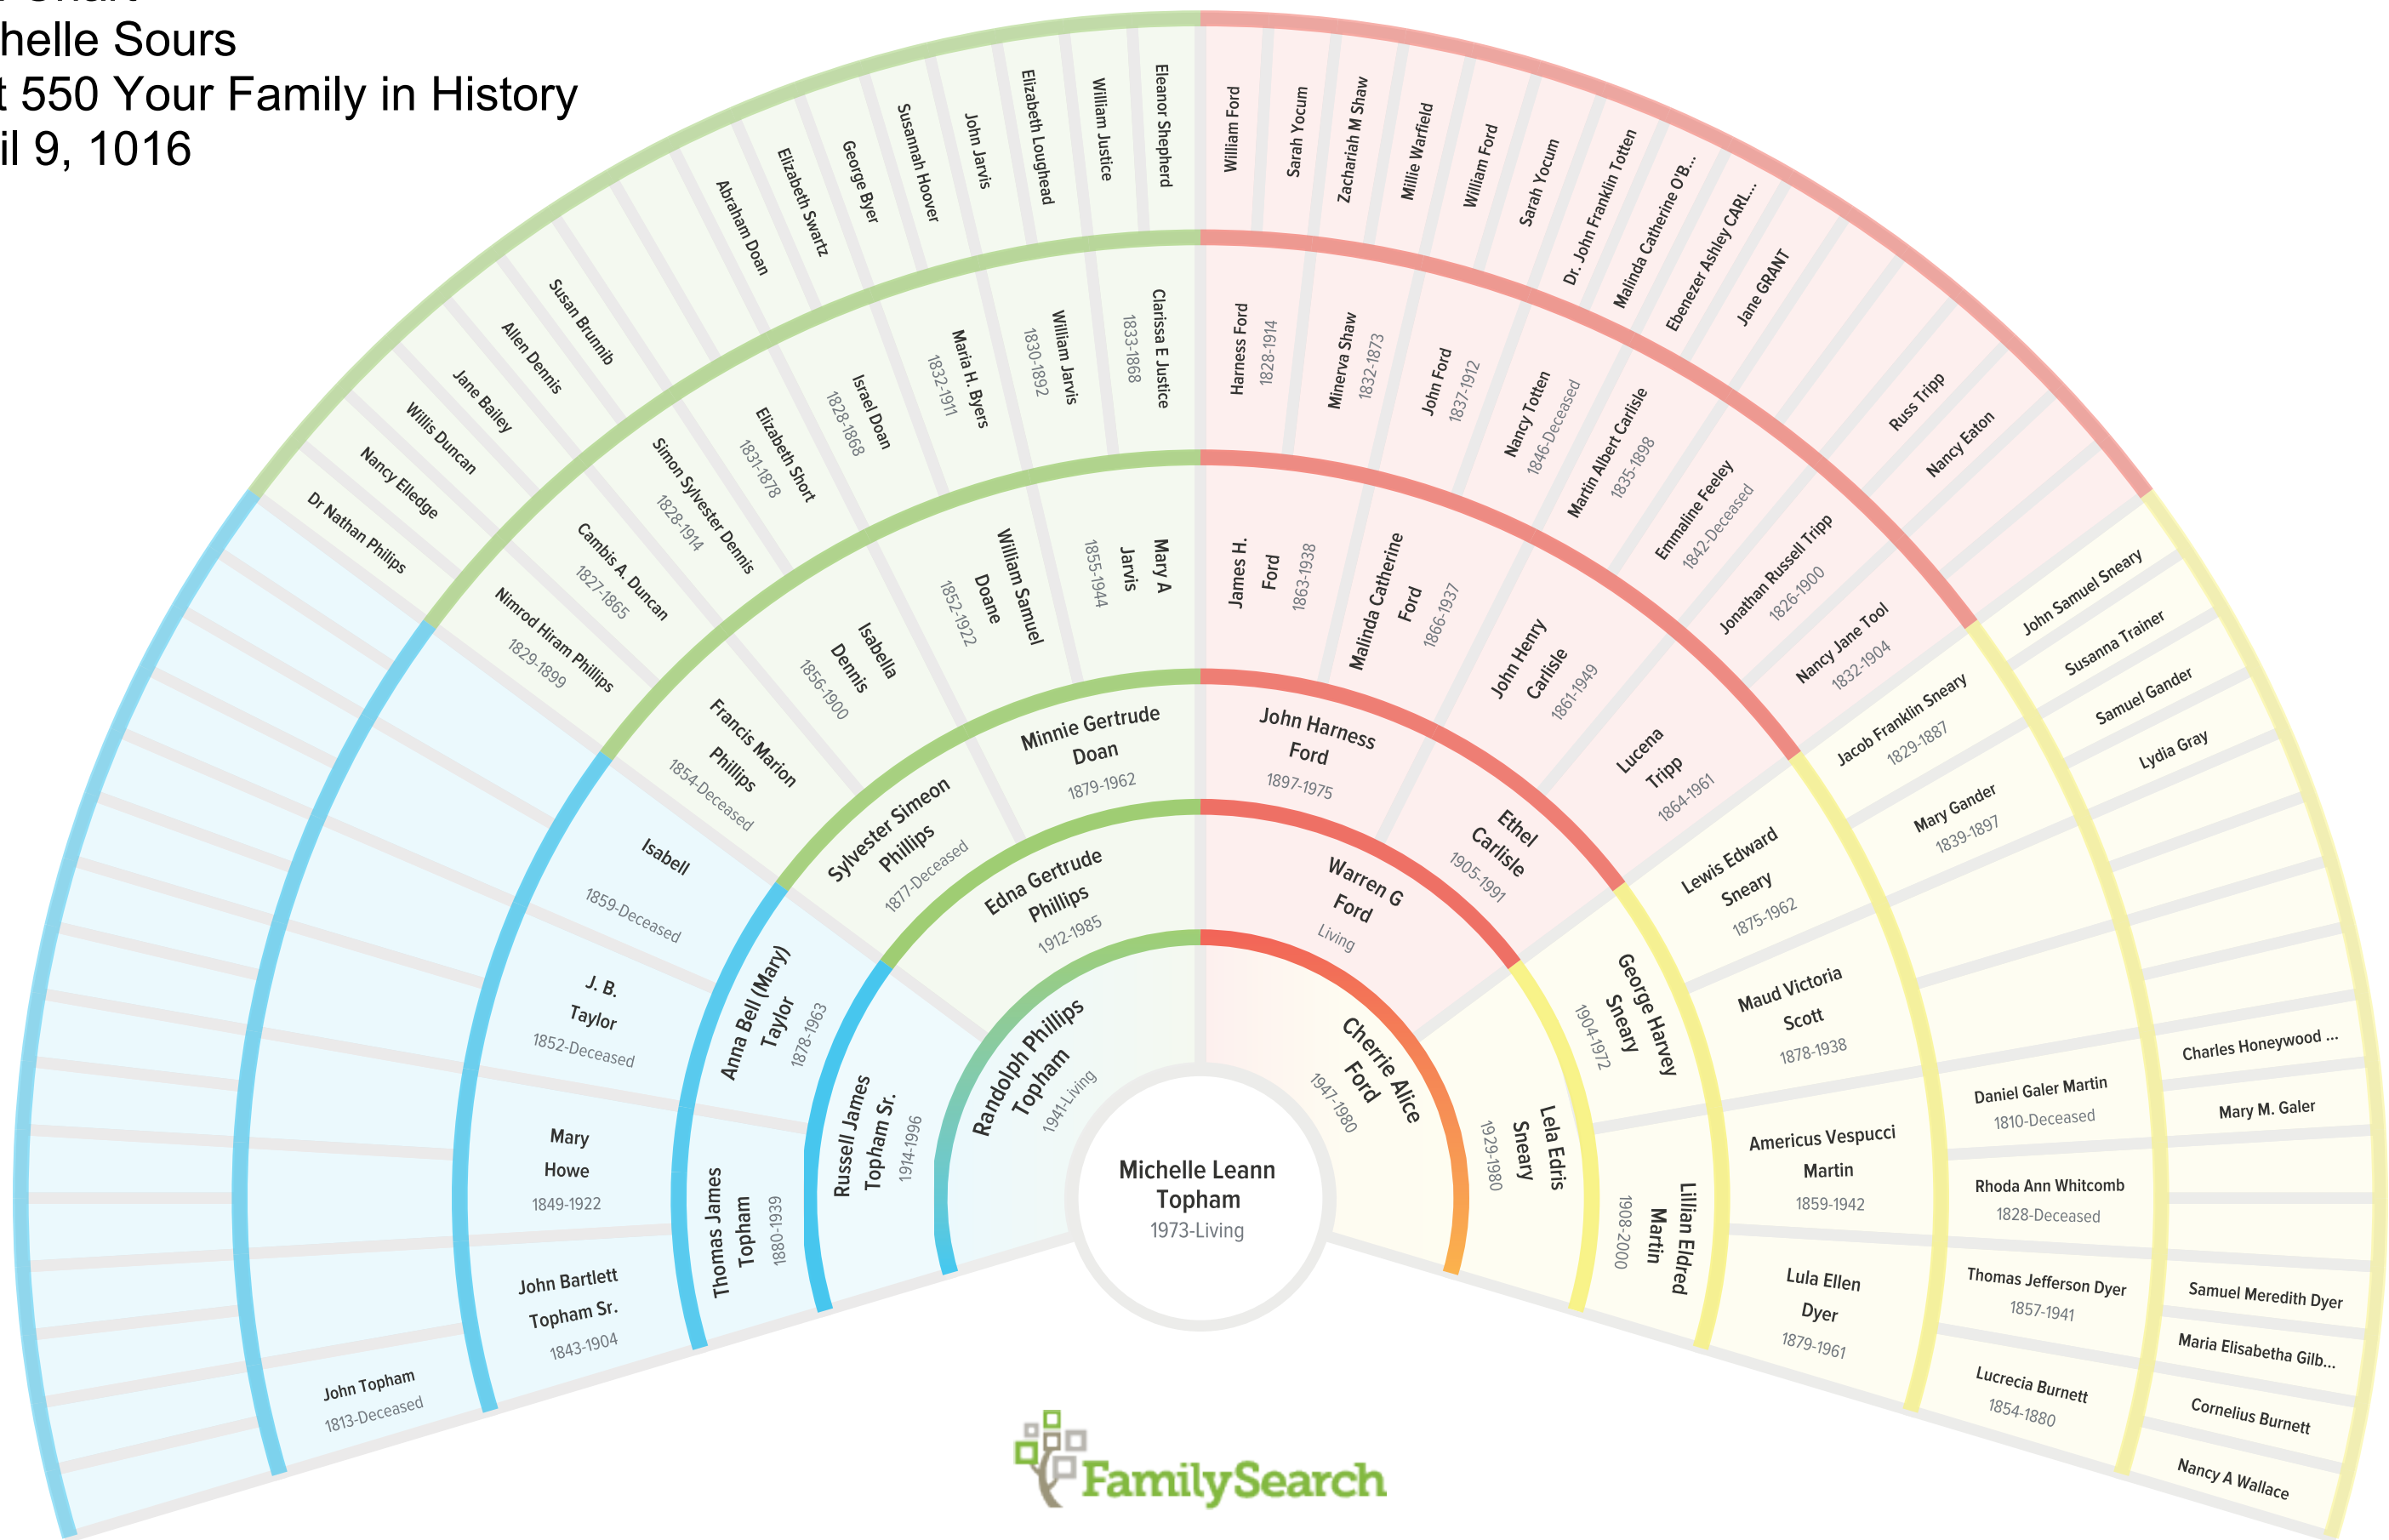 helle Sours
t 550 Your Family in History
il 9, 1016
Michelle Leann
Topham
1973-Living
Randolph Phillips
Topham
1941-Living
Cherrie Alice
Ford
1947-1980
Russell James
Topham Sr.
1914-1996
Edna Gertrude
Phillips
1912-1985
Warren G
Ford
Living
Lela Edris
Sneary
1929-1980
Thomas James
Topham
1880-1939
Anna Bell (Mary)
Taylor
1878-1963
Sylvester Simeon
Phillips
1877-Deceased
Minnie Gertrude
Doan
1879-1962
John Harness
Ford
1897-1975
Ethel
Carlisle
1905-1991
George Harvey
Sneary
1904-1972
Lillian Eldred
Martin
1908-2000
John Bartlett
Topham Sr.
1843-1904
Mary
Howe
1849-1922
J. B.
Taylor
1852-Deceased
Isabell
1859-Deceased
Francis Marion
Phillips
1854-Deceased
Isabella
Dennis
1856-1900
William Samuel
Doane
1852-1922
Mary A
Jarvis
1855-1944
James H.
Ford
1863-1938
Malinda Catherine
Ford
1866-1937
John Henry
Carlisle
1861-1949
Lucena
Tripp
1864-1961
Lewis Edward
Sneary
1875-1962
Maud Victoria
Scott
1878-1938
Americus Vespucci
Martin
1859-1942
Lula Ellen
Dyer
1879-1961
John Topham
1813-Deceased
Nimrod Hiram Phillips
1829-1899
Cambis A. Duncan
1827-1865
Simon Sylvester Dennis
1828-1914
Elizabeth Short
1831-1878
Israel Doan
1828-1868
Maria H. Byers
1832-1911
William Jarvis
1830-1892
Clarissa E Justice
1833-1868
Harness Ford
1828-1914
Minerva Shaw
1832-1873
John Ford
1837-1912
Nancy Totten
1846-Deceased
Martin Albert Carlisle
1835-1898
Emmaline Feeley
1842-Deceased
Jonathan Russell Tripp
1826-1900
Nancy Jane Tool
1832-1904
Jacob Franklin Sneary
1829-1887
Mary Gander
1839-1897
Daniel Galer Martin
1810-Deceased
Rhoda Ann Whitcomb
1828-Deceased
Thomas Jefferson Dyer
1857-1941
Lucrecia Burnett
1854-1880
Dr Nathan Philips
Nancy Elledge
Willis Duncan
Jane Bailey
Allen Dennis
Susan Brunnib
Abraham Doan
Elizabeth Swartz
George Byer
Susannah Hoover
John Jarvis
Elizabeth Loughead
William Justice
Eleanor Shepherd
William Ford
Sarah Yocum
Zachariah M Shaw
Millie Warfield
William Ford
Sarah Yocum
Dr. John Franklin Totten
Malinda Catherine O'B...
Ebenezer Ashley CARL...
Jane GRANT
Russ Tripp
Nancy Eaton
John Samuel Sneary
Susanna Trainer
Samuel Gander
Lydia Gray
Charles Honeywood ...
Mary M. Galer
Samuel Meredith Dyer
Maria Elisabetha Gilb...
Cornelius Burnett
Nancy A Wallace
FamilySearch